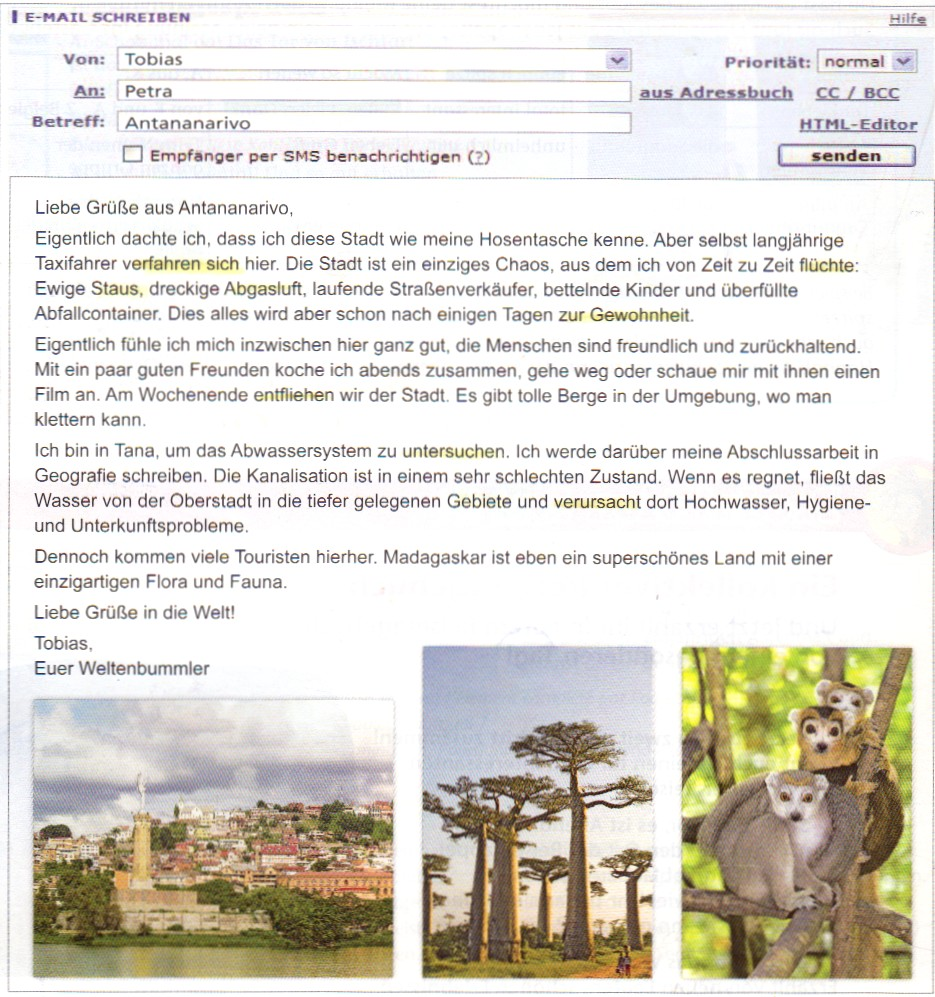 E-MAIL SCHREIBEN
Hilfe
Von: Tobias
Priorität: normal
An: Petra
aus Adressbuch CC / BCC
Betreff: Antananarivo
HTML-Editor
Empfänger per SMS benachrichtigen (?)
senden
Liebe Grüße aus Antananarivo,
Eigentlich dachte ich, dass ich diese Stadt wie meine Hosentasche kenne. Aber selbst langjährige
Taxifahrer verfahren sich hier. Die Stadt ist ein einziges Chaos, aus dem ich von Zeit zu Zeit flüchte:
Ewige Staus, dreckige Abgasluft, laufende Straßenverkäufer, bettelnde Kinder und überfüllte
Abfallcontainer. Dies alles wird aber schon nach einigen Tagen zur Gewohnheit.
Eigentlich fühle ich mich inzwischen hier ganz gut, die Menschen sind freundlich und zurückhaltend.
Mit ein paar guten Freunden koche ich abends zusammen, gehe weg oder schaue mir mit ihnen einen
Film an. Am Wochenende entfliehen wir der Stadt. Es gibt tolle Berge in der Umgebung, wo man
klettern kann.
Ich bin in Tana, um das Abwassersystem zu untersuchen. Ich werde darüber meine Abschlussarbeit in
Geografie schreiben. Die Kanalisation ist in einem sehr schlechten Zustand. Wenn es regnet, fließt das
Wasser von der Oberstadt in die tiefer gelegenen Gebiete und verursacht dort Hochwasser, Hygiene-
und Unterkunftsprobleme.
Dennoch kommen viele Touristen hierher. Madagaskar ist eben ein superschönes Land mit einer
einzigartigen Flora und Fauna.
Liebe Grüße in die Welt!
Tobias,
Euer Weltenbummler